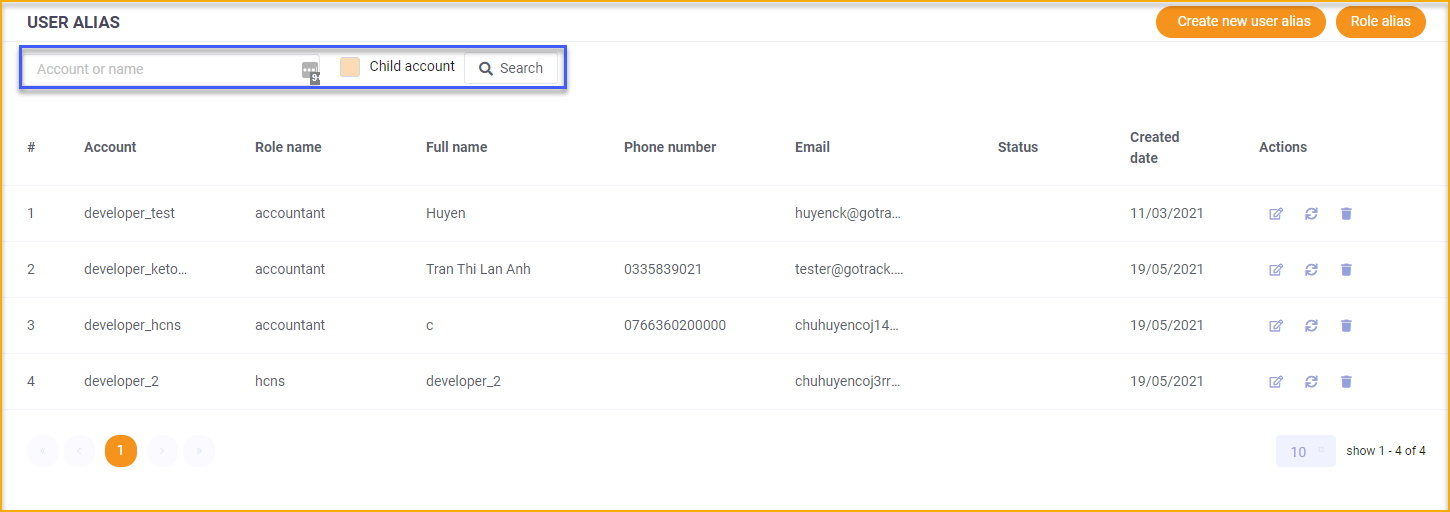 USER ALIAS Create new user alias Role alias
Account or name 9+ Child account Search
# Account Role name Full name Phone number Email Status Created date Actions
1 developer_test accountant Huyen huyenck@gotra... 11/03/2021
2 developer_keto... accountant Tran Thi Lan Anh 0335839021 tester@gotrack.... 19/05/2021
3 developer_hcns accountant c 0766360200000 chuhuyencoj14... 19/05/2021
4 developer_2 hcns developer_2 chuhuyencoj3rr... 19/05/2021
« ‹ 1 › » 10 show 1 - 4 of 4